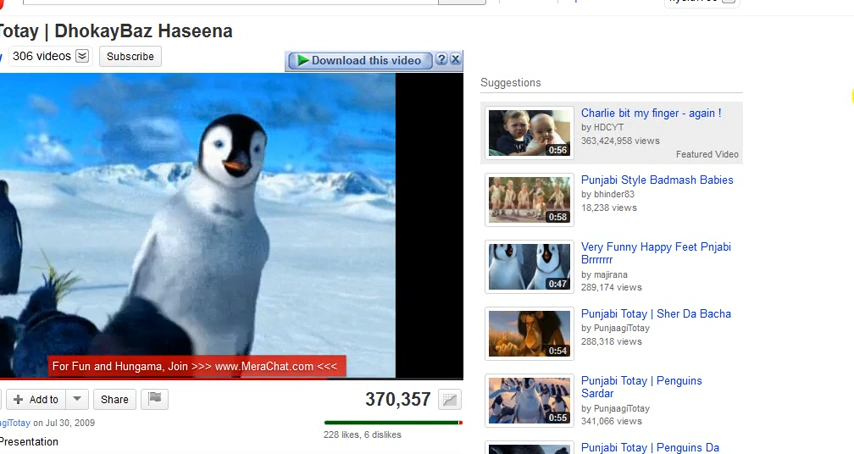 Totay | DhokayBaz Haseena
306 videos
Subscribe
Download this video
?
X
For Fun and Hungama, Join >>> www.MeraChat.com <<<
+ Add to
Share
370,357
on Jul 30, 2009
228 likes, 6 dislikes
Presentation
Suggestions
0:56
Charlie bit my finger - again !
by HDCYT
363,424,958 views
Featured Video
0:58
Punjabi Style Badmash Babies
by bhinder83
18,238 views
0:47
Very Funny Happy Feet Pnjabi
Brrrrrrr
by majirana
289,174 views
0:54
Punjabi Totay | Sher Da Bacha
by PunjaagiTotay
288,318 views
0:55
Punjabi Totay | Penguins
Sardar
by PunjaagiTotay
341,066 views
Punjabi Totay | Penguins Da